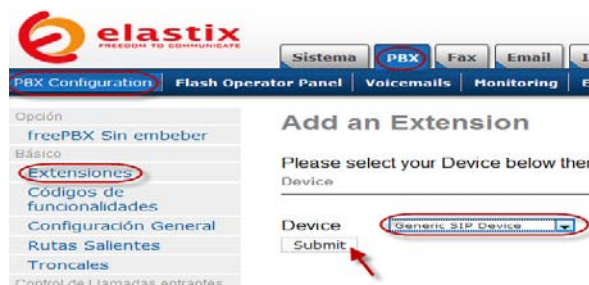 elastix
FREEDOM TO COMMUNICATE
Sistema PBX Fax Email
PBX Configuration Flash Operator Panel Voicemails Monitoring
Opción
freePBX Sin embeber
Básico
Extensiones
Códigos de
funcionalidades
Configuración General
Rutas Salientes
Troncales
Control de Llamadas entrantes
Add an Extension
Please select your Device below then
Device
Device Generic SIP Device
Submit